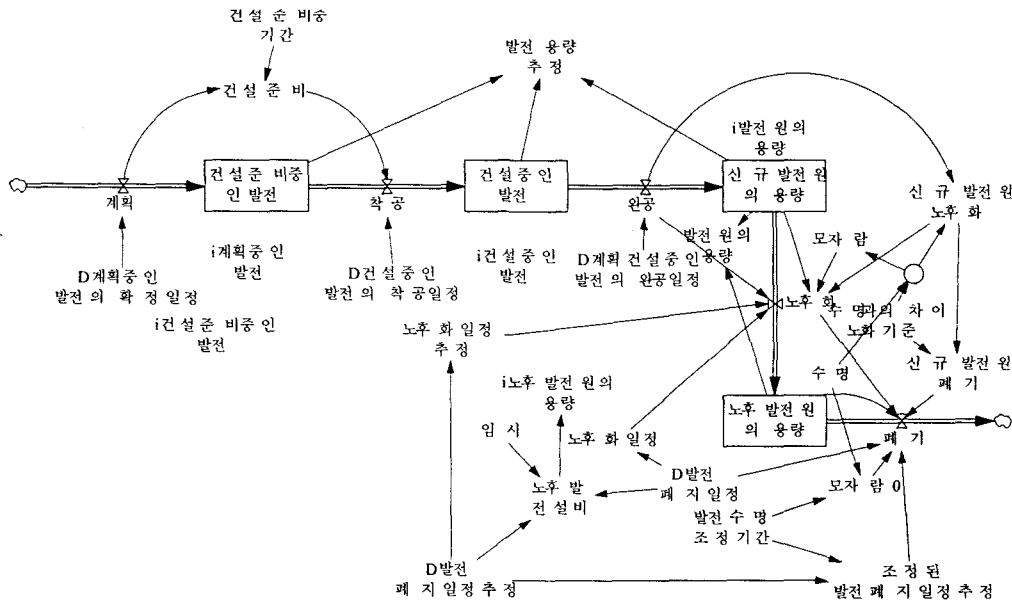 건설 준 비중
기간
건설 준 비
발전 용량
추 정
i발전 원의
용량
건설준 비중
인 발전
건설중 인
발전
신 규 발전 원
의 용량
계획
착 공
완공
신 규 발전 원
노후 화
D계획중 인
발전 의 확 정일정
i계획중 인
발전
D건설중 인
발전 의 착 공일정
i건설중 인
발전
D계획 건설중 인
발전의 완공일정
발전 원의
용량
모자 람
i건설준 비중 인
발전
노후 화일정
추 정
노후 화
수 명과의 차 이
노화 기준
신 규 발전 원
폐 기
수 명
i노후 발전 원의
용량
노후 발전 원
의 용량
임 시
노후 화 일정
폐 기
노후 발
전 설비
D발전
폐 지일정
모자 람 0
발전 수 명
조 정 기간
D발전
폐 지일정 추 정
조 정된
발전 폐 지일정 추 정